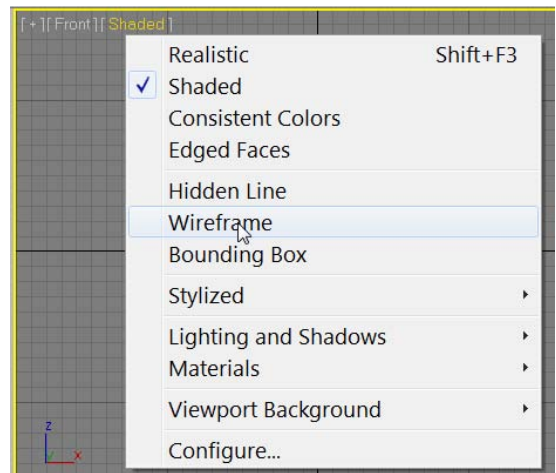 [ + ][ Front ][ Shaded ]
Realistic Shift+F3
Shaded
Consistent Colors
Edged Faces
Hidden Line
Wireframe
Bounding Box
Stylized
Lighting and Shadows
Materials
Viewport Background
Configure...
z
y x